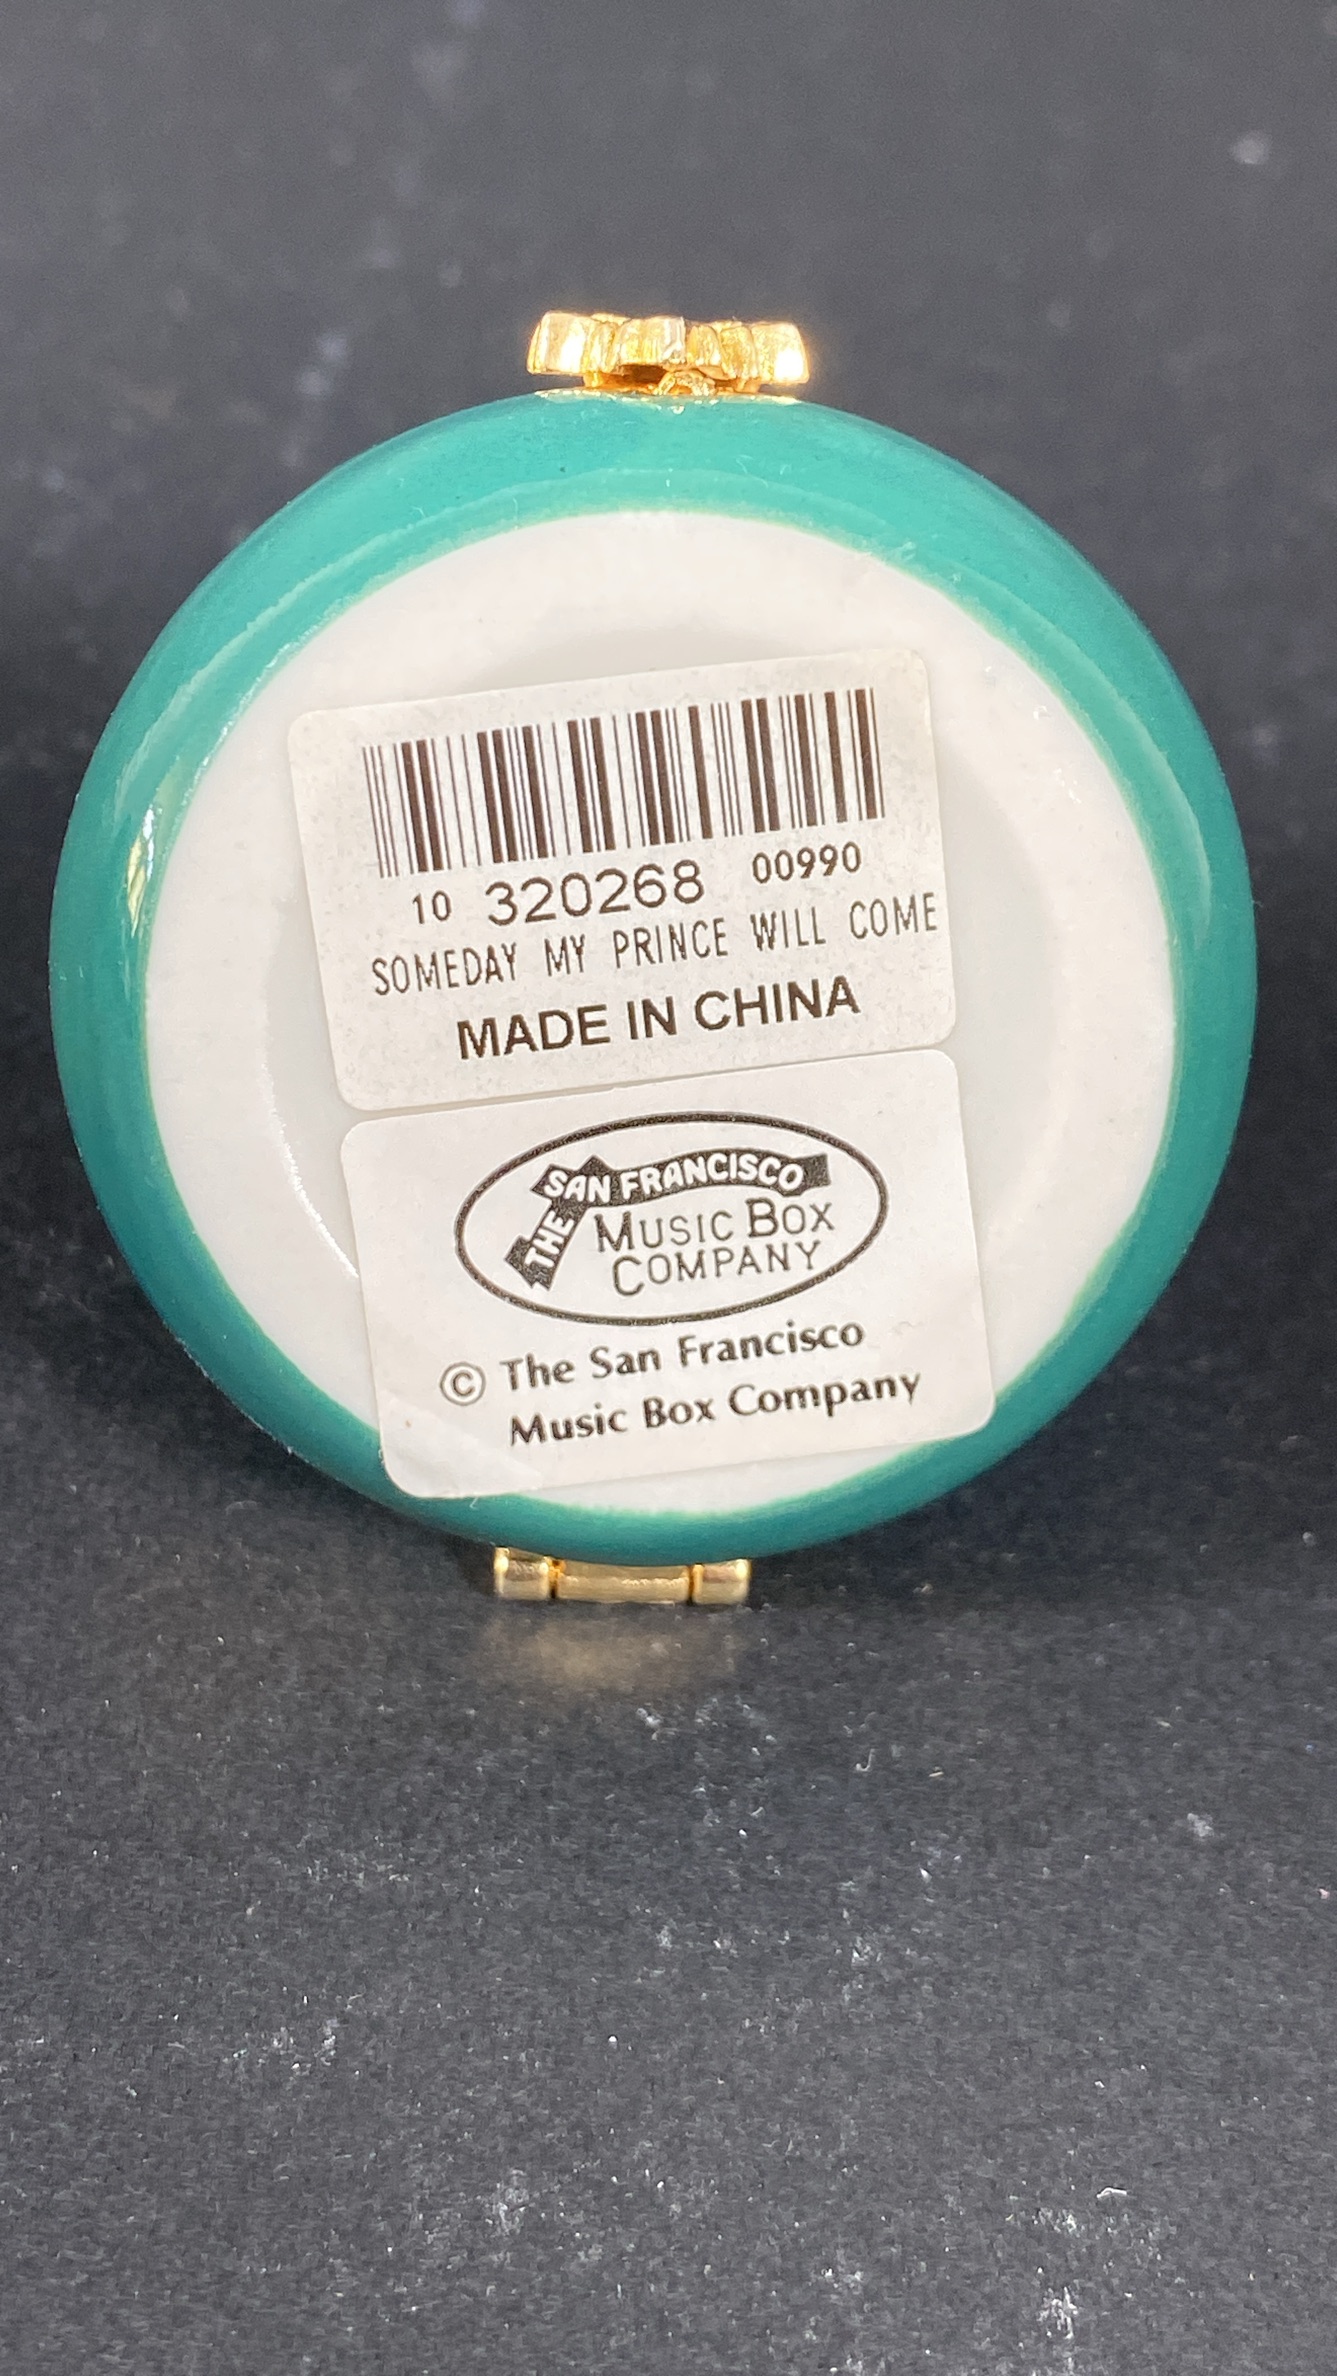 10 320268 00990
SOMEDAY MY PRINCE WILL COME
MADE IN CHINA
THE SAN FRANCISCO
MUSIC BOX
COMPANY
© The San Francisco
Music Box Company